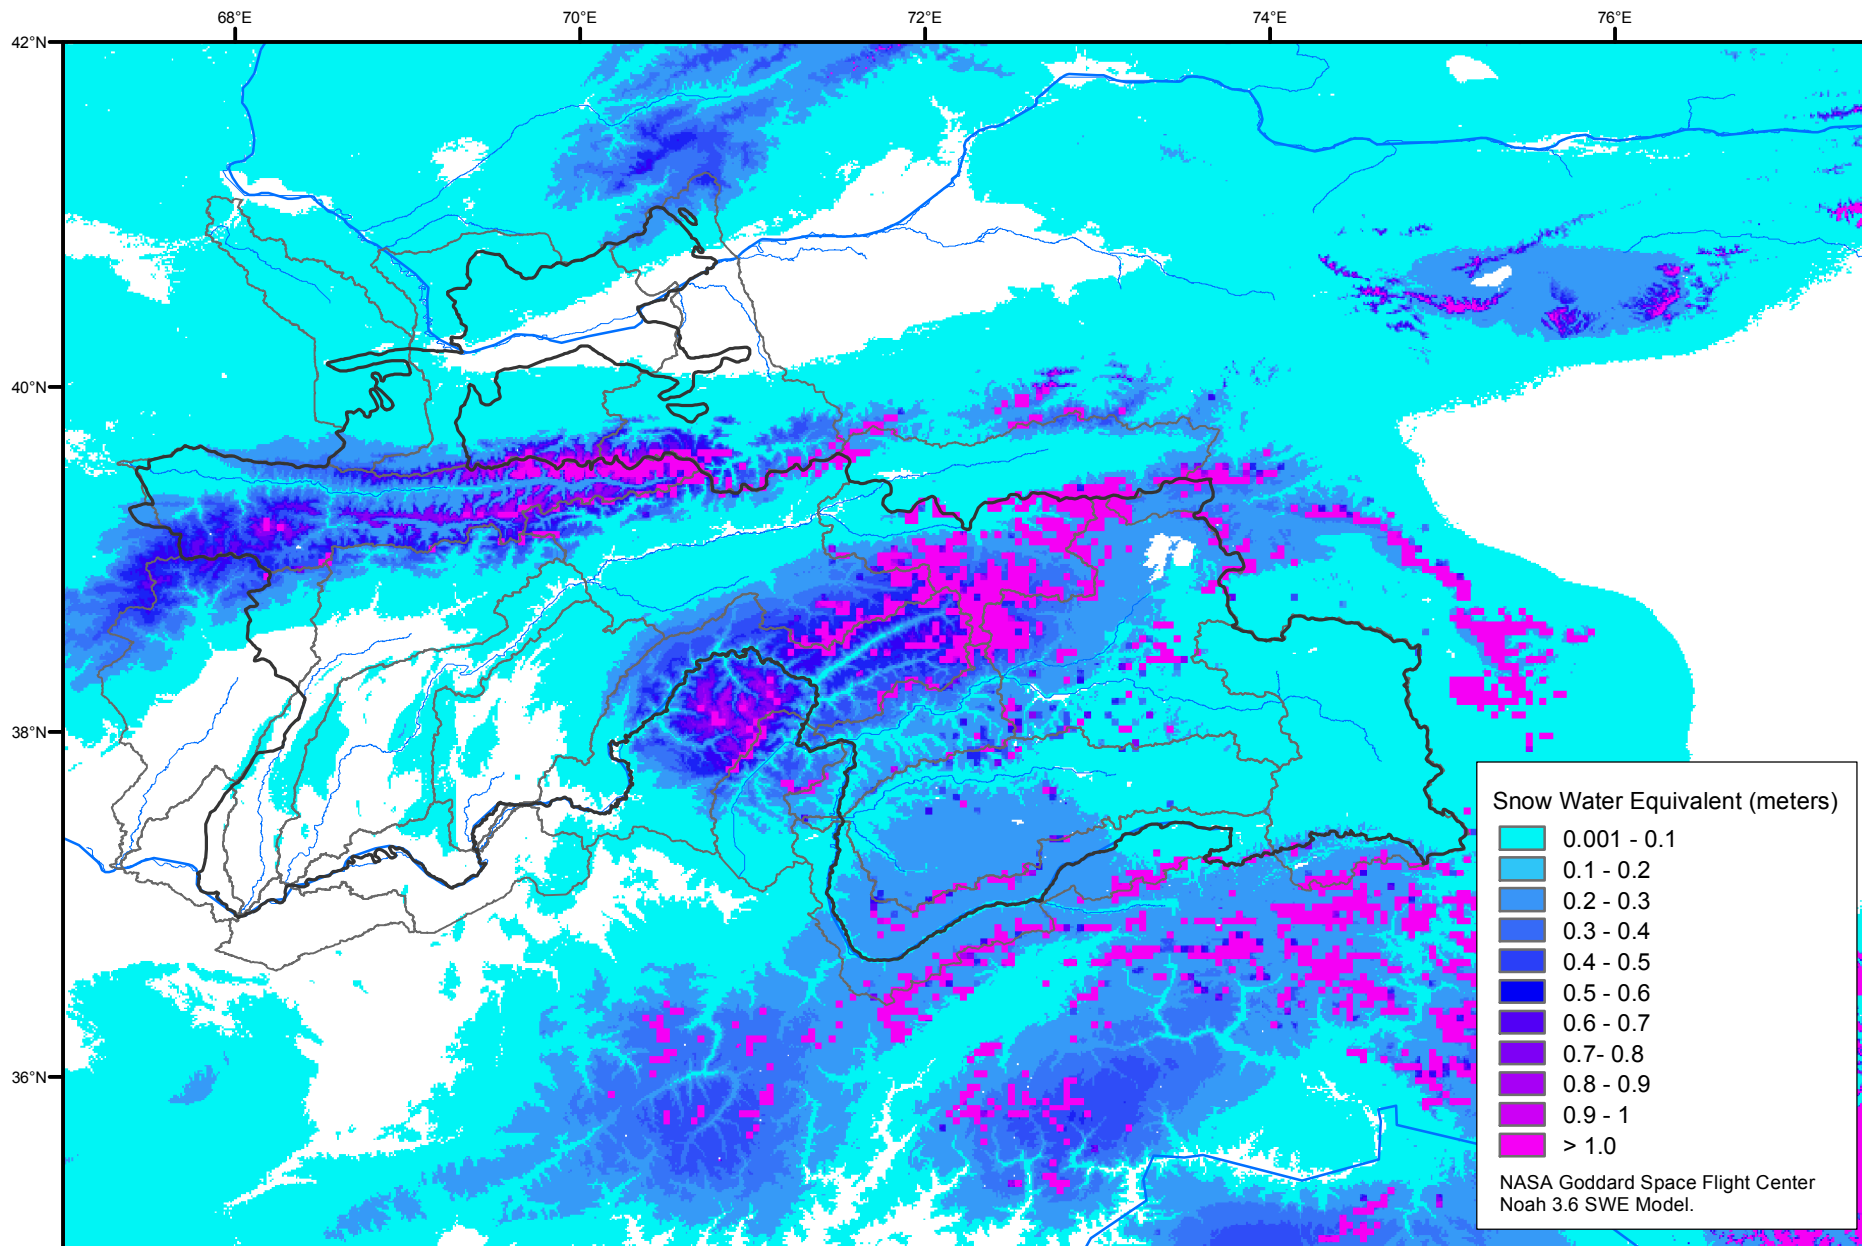 68°E 70°E 72°E 74°E 76°E
42°N
40°N
38°N
36°N
Snow Water Equivalent (meters)
0.001 - 0.1
0.1 - 0.2
0.2 - 0.3
0.3 - 0.4
0.4 - 0.5
0.5 - 0.6
0.6 - 0.7
0.7- 0.8
0.8 - 0.9
0.9 - 1
> 1.0
NASA Goddard Space Flight Center
Noah 3.6 SWE Model.